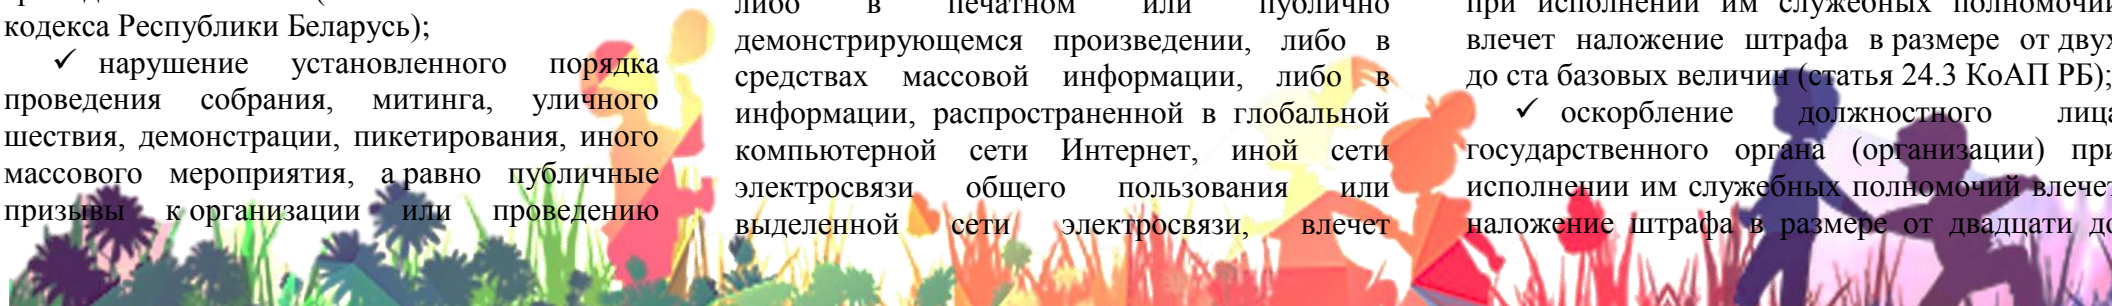 кодекса Республики Беларусь);
✓ нарушение установленного порядка
проведения собрания, митинга, уличного
шествия, демонстрации, пикетирования, иного
массового мероприятия, а равно публичные
призывы к организации или проведению
либо в печатном или публично
демонстрирующемся произведении, либо в
средствах массовой информации, либо в
информации, распространенной в глобальной
компьютерной сети Интернет, иной сети
электросвязи общего пользования или
выделенной сети электросвязи, влечет
при исполнении им служебных полномочий
влечет наложение штрафа в размере от двух
до ста базовых величин (статья 24.3 КоАП РБ);
✓ оскорбление должностного лица
государственного органа (организации) при
исполнении им служебных полномочий влечет
наложение штрафа в размере от двадцати до